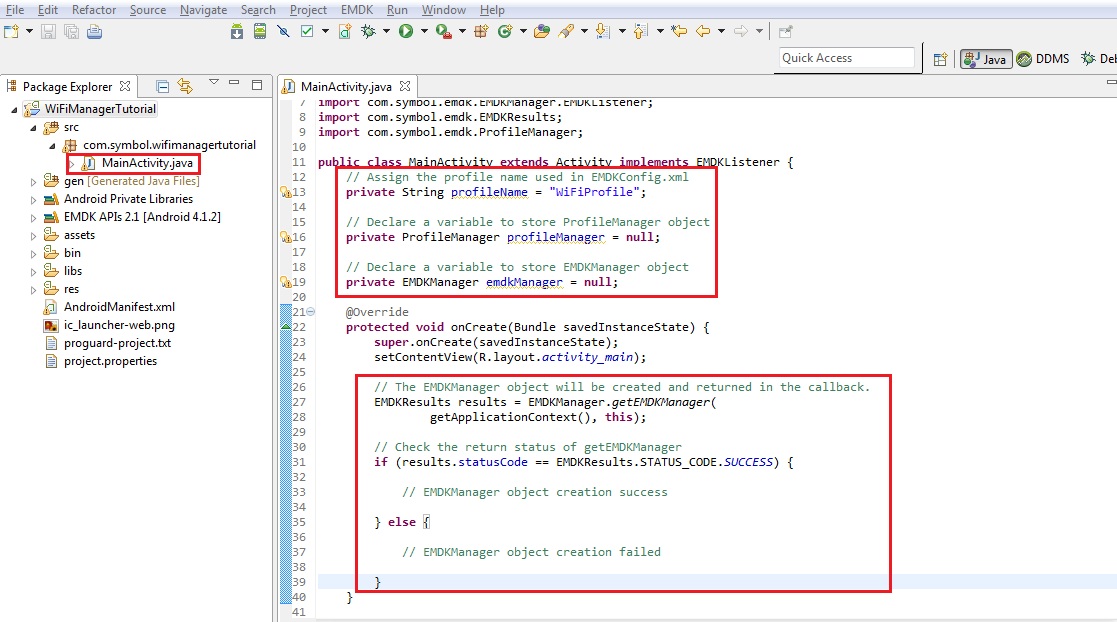 File Edit Refactor Source Navigate Search Project EMDK Run Window Help
Quick Access
Java
DDMS
Package Explorer
WiFiManagerTutorial
src
com.symbol.wifimanagertutorial
MainActivity.java
gen [Generated Java Files]
Android Private Libraries
EMDK APIs 2.1 [Android 4.1.2]
assets
bin
libs
res
AndroidManifest.xml
ic_launcher-web.png
proguard-project.txt
project.properties
MainActivity.java
7 import com.symbol.emdk.EMDKManager.EMDKListener;
8 import com.symbol.emdk.EMDKResults;
9 import com.symbol.emdk.ProfileManager;
10
11 public class MainActivity extends Activity implements EMDKListener {
12 // Assign the profile name used in EMDKConfig.xml
13 private String profileName = "WiFiProfile";
14
15 // Declare a variable to store ProfileManager object
16 private ProfileManager profileManager = null;
17
18 // Declare a variable to store EMDKManager object
19 private EMDKManager emdkManager = null;
20
21 @Override
22 protected void onCreate(Bundle savedInstanceState) {
23 super.onCreate(savedInstanceState);
24 setContentView(R.layout.activity_main);
25
26 // The EMDKManager object will be created and returned in the callback.
27 EMDKResults results = EMDKManager.getEMDKManager(
28 getApplicationContext(), this);
29
30 // Check the return status of getEMDKManager
31 if (results.statusCode == EMDKResults.STATUS_CODE.SUCCESS) {
32
33 // EMDKManager object creation success
34
35 } else {
36
37 // EMDKManager object creation failed
38
39 }
40 }
41